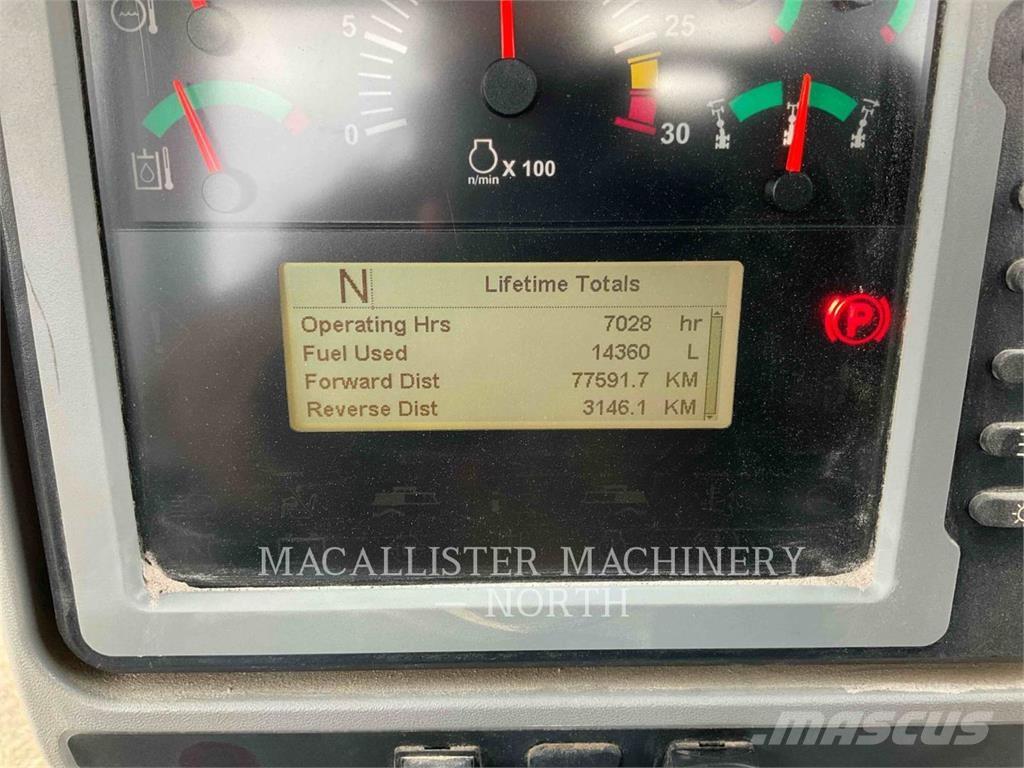 5 25
0 30
n/min X 100
N Lifetime Totals
Operating Hrs 7028 hr
Fuel Used 14360 L
Forward Dist 77591.7 KM
Reverse Dist 3146.1 KM
P
MACALLISTER MACHINERY
NORTH
MASCUS